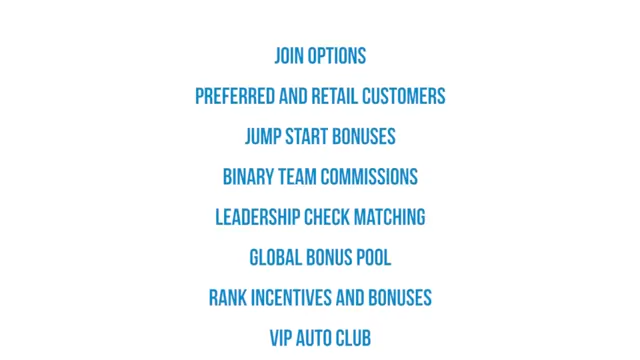 JOIN OPTIONS
PREFERRED AND RETAIL CUSTOMERS
JUMP START BONUSES
BINARY TEAM COMMISSIONS
LEADERSHIP CHECK MATCHING
GLOBAL BONUS POOL
RANK INCENTIVES AND BONUSES
VIP AUTO CLUB